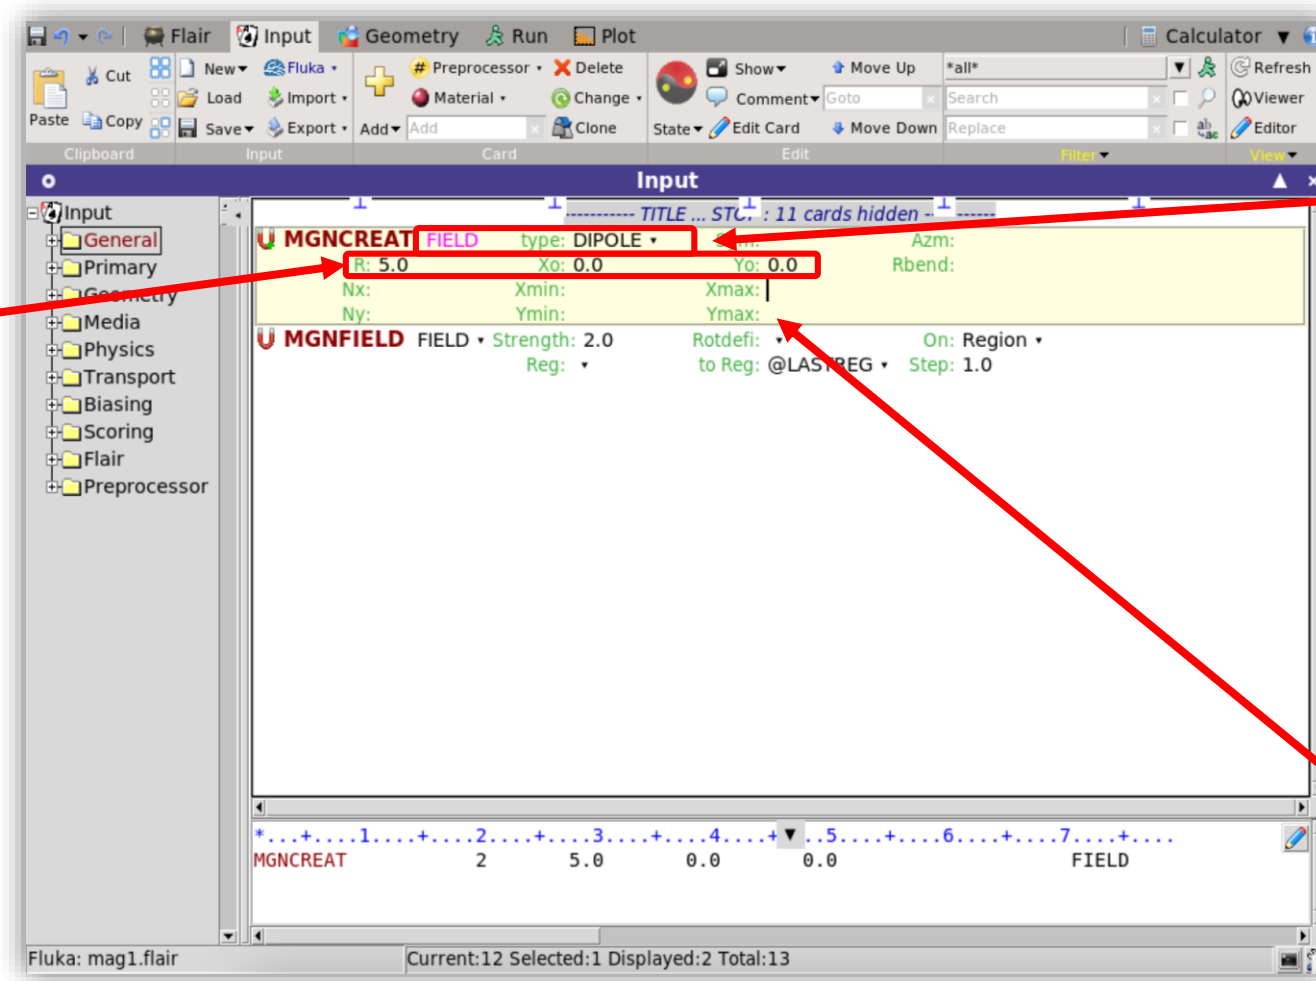 Flair Input Geometry Run Plot Calculator
Cut New Fluka Preprocessor Delete Show Move Up *all* Refresh
Load Import Material Change Comment Goto Search Viewer
Paste Copy Save Export Add Add Clone State Edit Card Move Down Replace ab ac Editor
Clipboard Input Card Edit Filter View
Input
Input
General
Primary
Geometry
Media
Physics
Transport
Biasing
Scoring
Flair
Preprocessor
----------- TITLE ... STOP : 11 cards hidden -----------
MGNCREAT FIELD type: DIPOLE Azm:
R: 5.0 Xo: 0.0 Yo: 0.0 Rbend:
Nx: Xmin: Xmax:
Ny: Ymin: Ymax:
MGNFIELD FIELD Strength: 2.0 Rotdefi: On: Region
Reg: to Reg: @LASTREG Step: 1.0
*...+....1....+....2....+....3....+....4....+....5....+....6....+....7....+....
MGNCREAT 2 5.0 0.0 0.0 FIELD
Fluka: mag1.flair Current:12 Selected:1 Displayed:2 Total:13